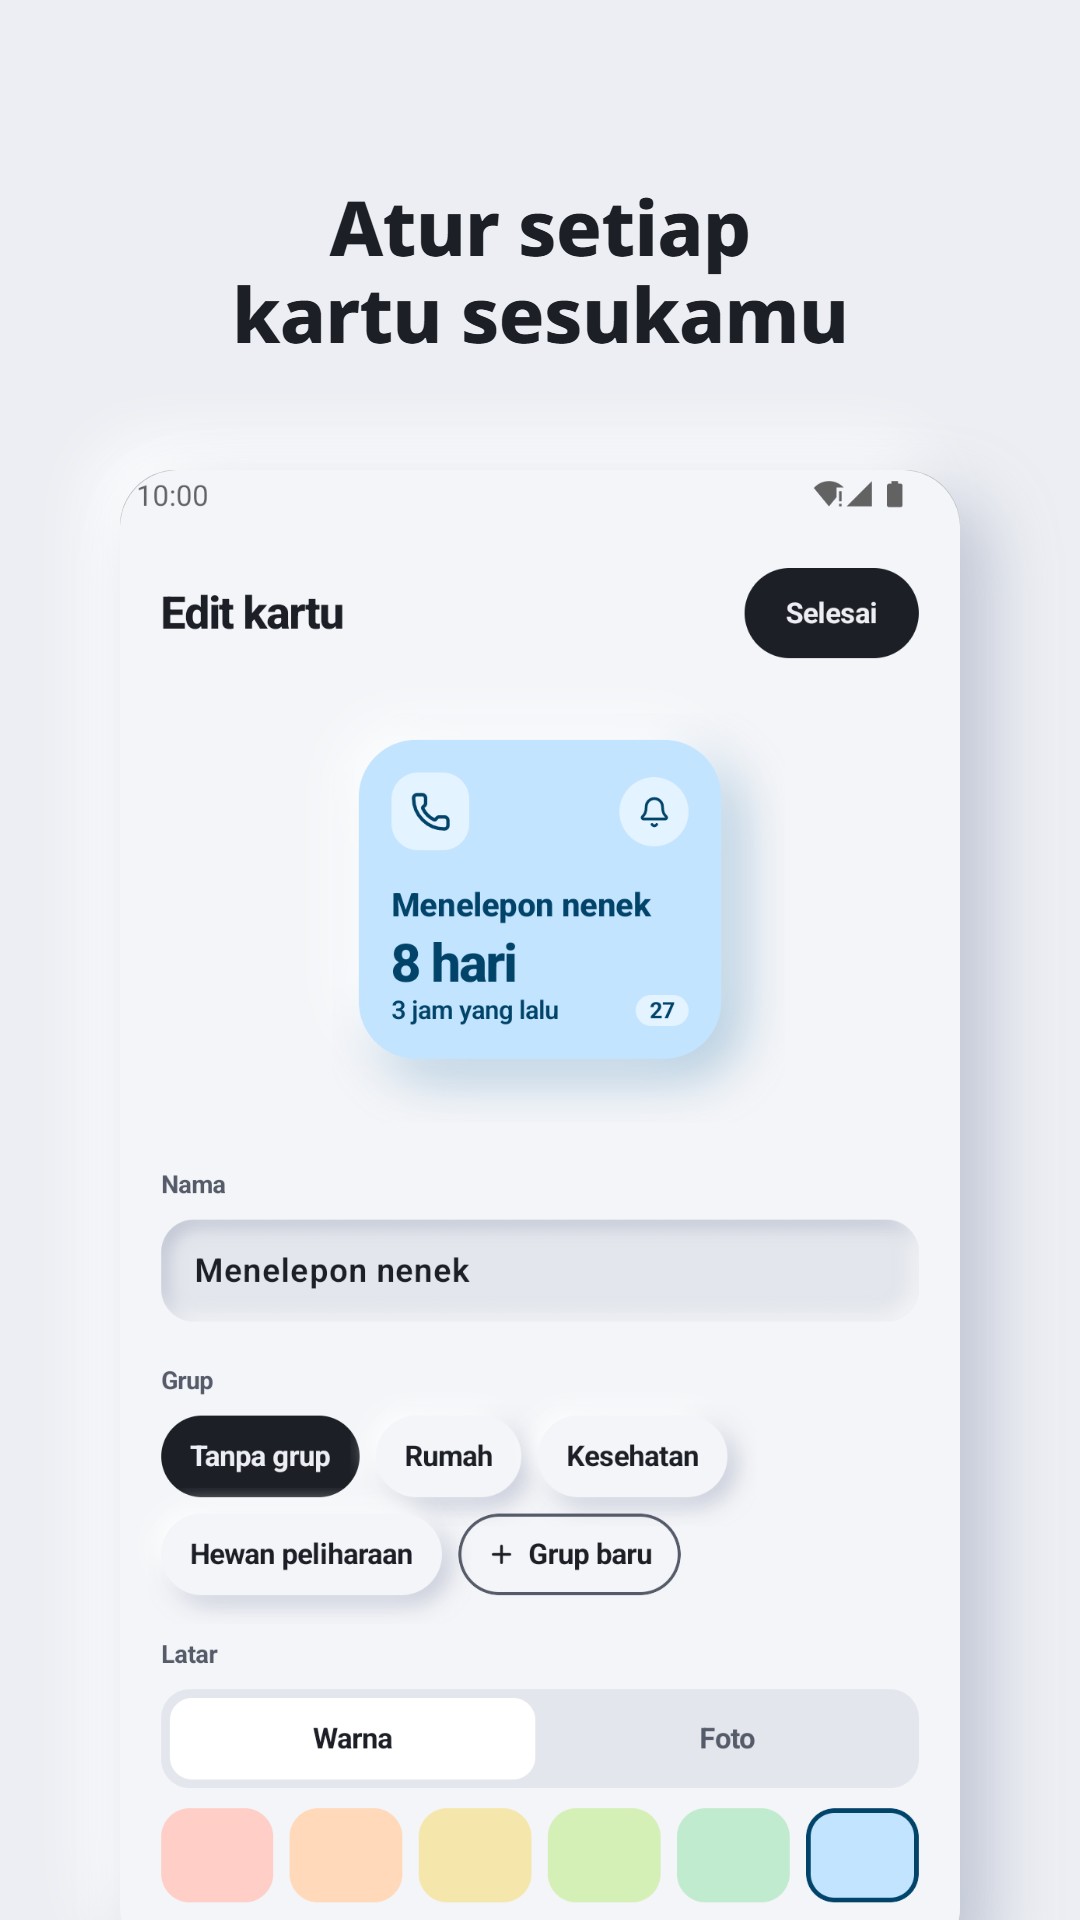 Atur setiap
kartu sesukamu
10:00
Edit kartu
Selesai
Menelepon nenek
8 hari
3 jam yang lalu
27
Nama
Menelepon nenek
Grup
Tanpa grup
Rumah
Kesehatan
Hewan peliharaan
+ Grup baru
Latar
Warna
Foto